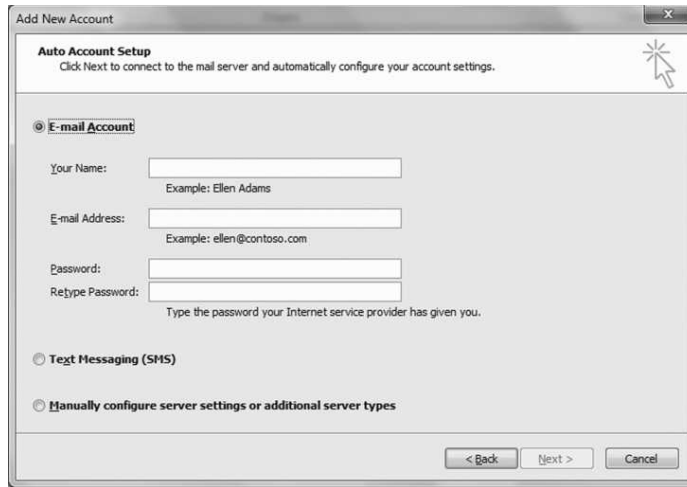 Add New Account
x
Auto Account Setup
Click Next to connect to the mail server and automatically configure your account settings.
E-mail Account
Your Name:
Example: Ellen Adams
E-mail Address:
Example: ellen@contoso.com
Password:
Retype Password:
Type the password your Internet service provider has given you.
Text Messaging (SMS)
Manually configure server settings or additional server types
< Back Next > Cancel